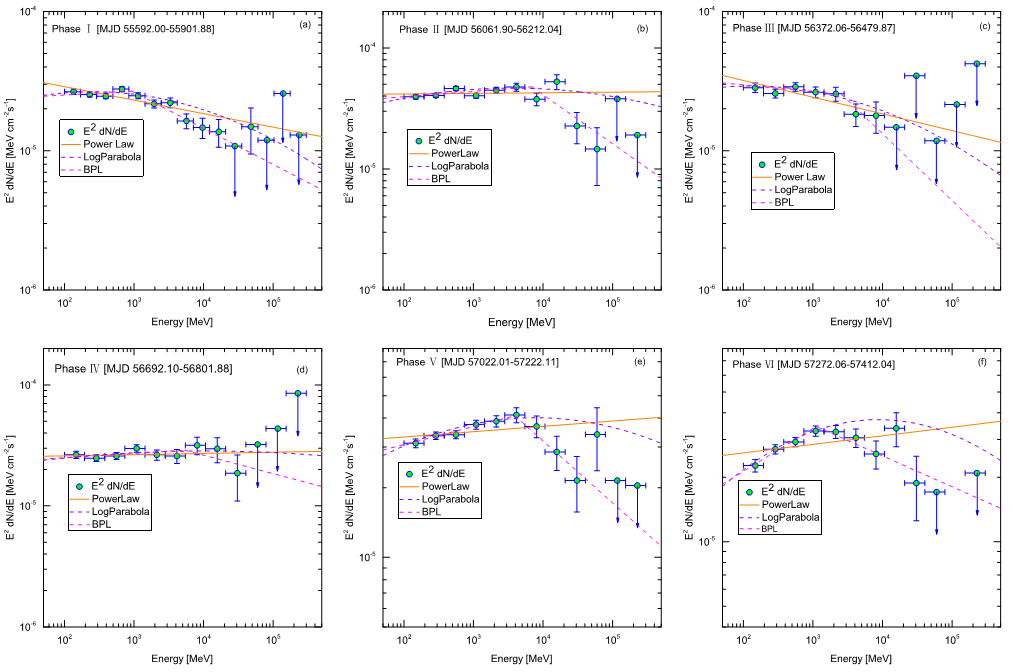 Phase Ⅰ [MJD 55592.00-55901.88]
(a)
10⁻⁴
10⁻⁵
10⁻⁶
E² dN/dE [MeV cm⁻²s⁻¹]
E² dN/dE
Power Law
LogParabola
BPL
10² 10³ 10⁴ 10⁵
Energy [MeV]
Phase Ⅱ [MJD 56061.90-56212.04]
(b)
10⁻⁴
10⁻⁵
10⁻⁶
E² dN/dE [MeV cm⁻²s⁻¹]
E² dN/dE
PowerLaw
LogParabola
BPL
10² 10³ 10⁴ 10⁵
Energy [MeV]
Phase Ⅲ [MJD 56372.06-56479.87]
(c)
10⁻⁴
10⁻⁵
10⁻⁶
E² dN/dE [MeV cm⁻²s⁻¹]
E² dN/dE
Power Law
LogParabola
BPL
10² 10³ 10⁴ 10⁵
Energy [MeV]
Phase Ⅳ [MJD 56692.10-56801.88]
(d)
10⁻⁴
10⁻⁵
10⁻⁶
E² dN/dE [MeV cm⁻²s⁻¹]
E² dN/dE
PowerLaw
LogParabola
BPL
10² 10³ 10⁴ 10⁵
Energy [MeV]
Phase Ⅴ [MJD 57022.01-57222.11]
(e)
10⁻⁵
E² dN/dE [MeV cm⁻²s⁻¹]
E² dN/dE
PowerLaw
LogParabola
BPL
10² 10³ 10⁴ 10⁵
Energy [MeV]
Phase Ⅵ [MJD 57272.06-57412.04]
(f)
10⁻⁵
E² dN/dE [MeV cm⁻²s⁻¹]
E² dN/dE
PowerLaw
LogParabola
BPL
10² 10³ 10⁴ 10⁵
Energy [MeV]